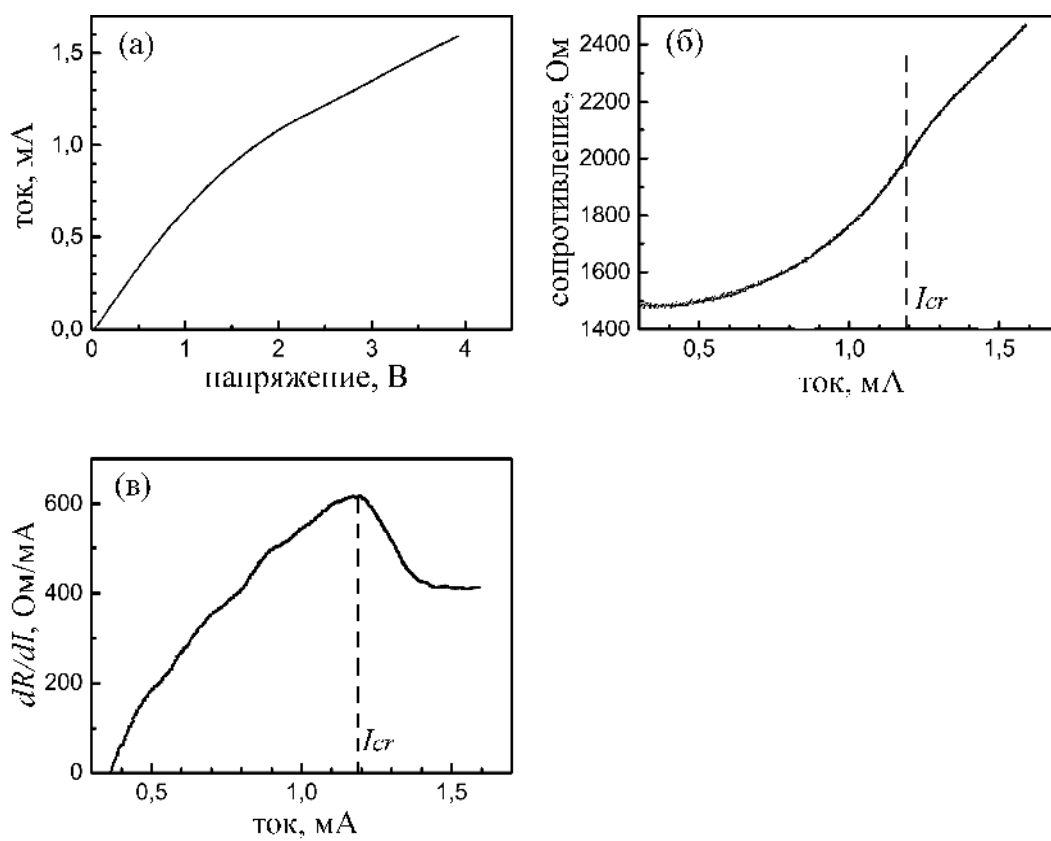 (а)
ток, мА
1,5
1,0
0,5
0,0
0 1 2 3 4
напряжение, В
(б)
сопротивление, Ом
2400
2200
2000
1800
1600
1400
Icr
0,5 1,0 1,5
ток, мА
(в)
dR/dI, Ом/мА
600
400
200
0
Icr
0,5 1,0 1,5
ток, мА